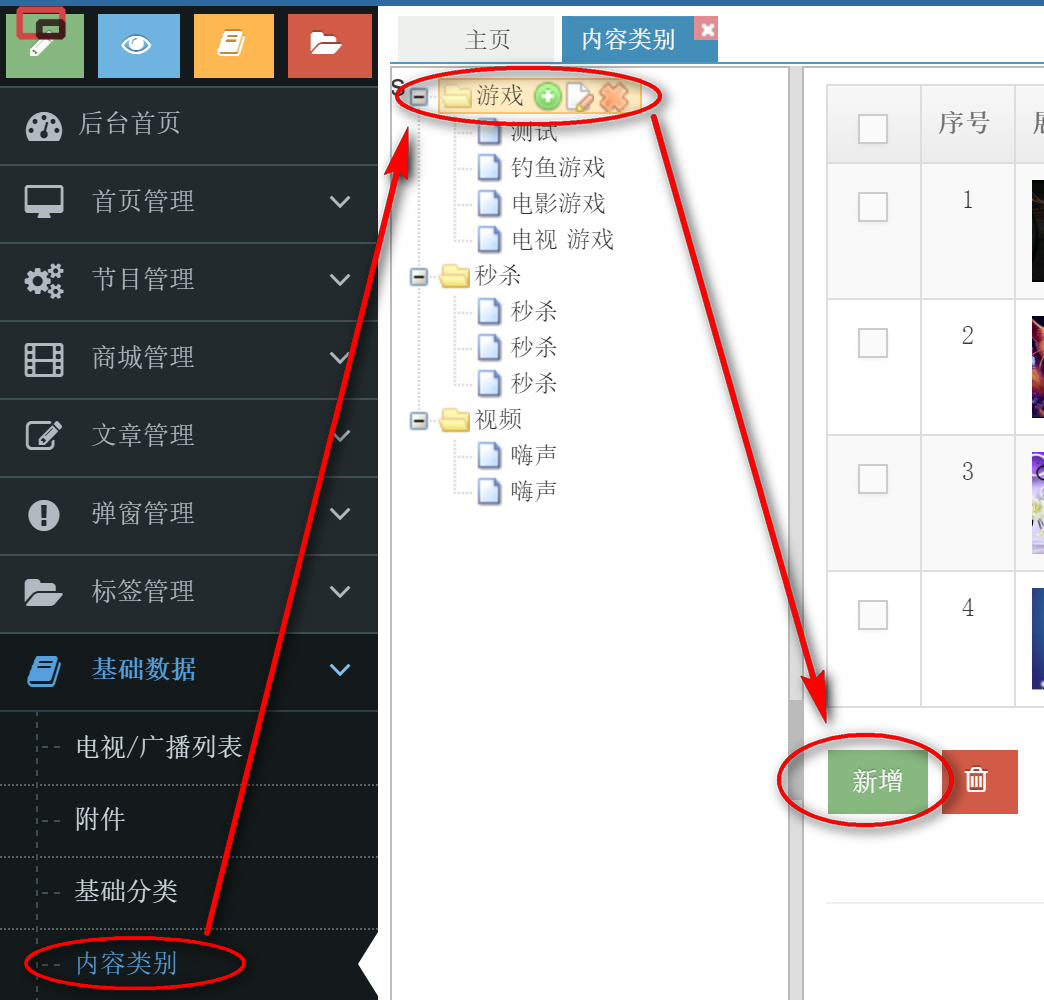 后台首页
首页管理
节目管理
商城管理
文章管理
弹窗管理
标签管理
基础数据
电视/广播列表
附件
基础分类
内容类别
主页
内容类别
s
游戏
测试
钓鱼游戏
电影游戏
电视 游戏
秒杀
秒杀
秒杀
秒杀
视频
嗨声
嗨声
序号
1
2
3
4
新增